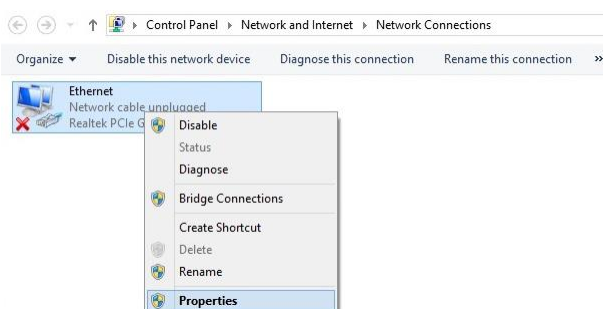 Control Panel Network and Internet Network Connections
Organize Disable this network device Diagnose this connection Rename this connection »
Ethernet
Network cable unplugged
Realtek PCIe G
Disable
Status
Diagnose
Bridge Connections
Create Shortcut
Delete
Rename
Properties